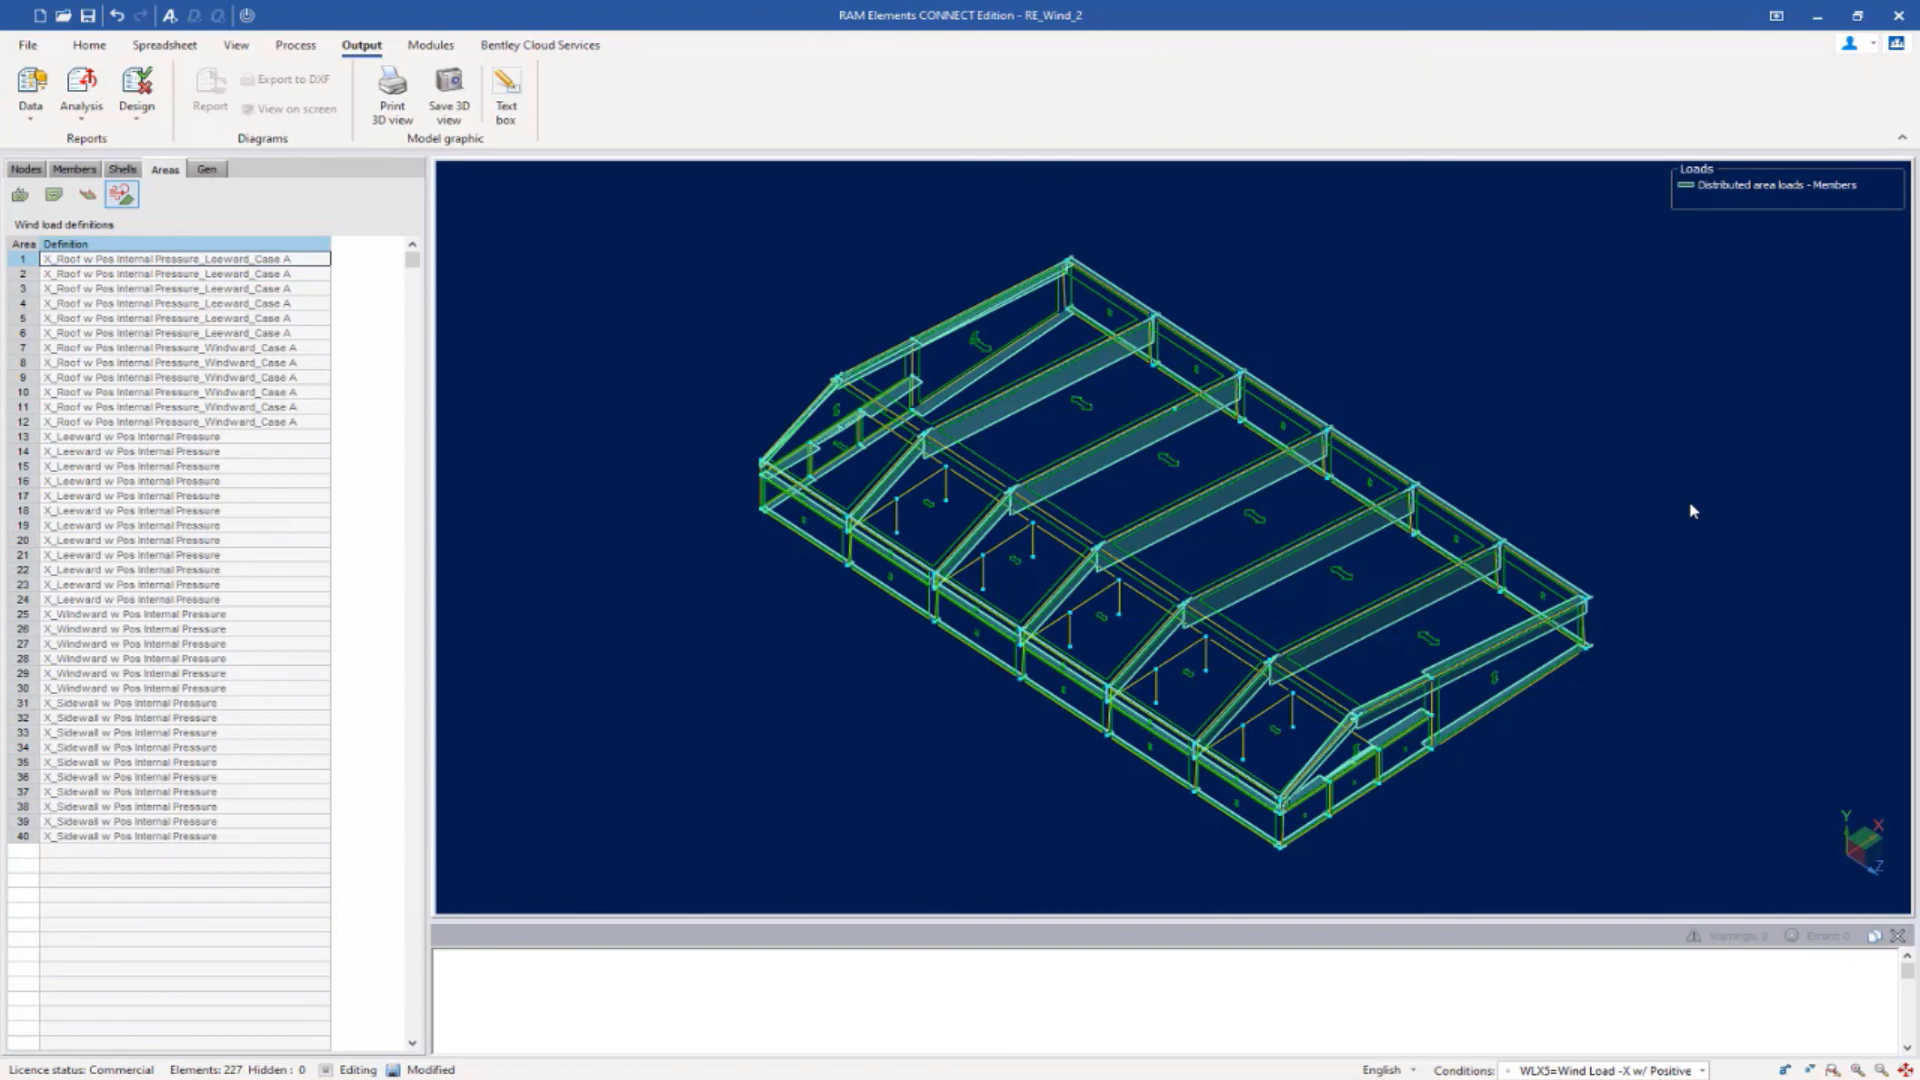 RAM Elements CONNECT Edition - RE_Wind_2
File Home Spreadsheet View Process Output Modules Bentley Cloud Services
Data Analysis Design
Reports
Report Export to DXF
View on screen
Diagrams
Print 3D view
Save 3D view
Text box
Model graphic
Nodes Members Shells Areas Gen
Wind load definitions
Area Definition
1 X_Roof w Pos Internal Pressure_Leeward_Case A
2 X_Roof w Pos Internal Pressure_Leeward_Case A
3 X_Roof w Pos Internal Pressure_Leeward_Case A
4 X_Roof w Pos Internal Pressure_Leeward_Case A
5 X_Roof w Pos Internal Pressure_Leeward_Case A
6 X_Roof w Pos Internal Pressure_Leeward_Case A
7 X_Roof w Pos Internal Pressure_Windward_Case A
8 X_Roof w Pos Internal Pressure_Windward_Case A
9 X_Roof w Pos Internal Pressure_Windward_Case A
10 X_Roof w Pos Internal Pressure_Windward_Case A
11 X_Roof w Pos Internal Pressure_Windward_Case A
12 X_Roof w Pos Internal Pressure_Windward_Case A
13 X_Leeward w Pos Internal Pressure
14 X_Leeward w Pos Internal Pressure
15 X_Leeward w Pos Internal Pressure
16 X_Leeward w Pos Internal Pressure
17 X_Leeward w Pos Internal Pressure
18 X_Leeward w Pos Internal Pressure
19 X_Leeward w Pos Internal Pressure
20 X_Leeward w Pos Internal Pressure
21 X_Leeward w Pos Internal Pressure
22 X_Leeward w Pos Internal Pressure
23 X_Leeward w Pos Internal Pressure
24 X_Leeward w Pos Internal Pressure
25 X_Windward w Pos Internal Pressure
26 X_Windward w Pos Internal Pressure
27 X_Windward w Pos Internal Pressure
28 X_Windward w Pos Internal Pressure
29 X_Windward w Pos Internal Pressure
30 X_Windward w Pos Internal Pressure
31 X_Sidewall w Pos Internal Pressure
32 X_Sidewall w Pos Internal Pressure
33 X_Sidewall w Pos Internal Pressure
34 X_Sidewall w Pos Internal Pressure
35 X_Sidewall w Pos Internal Pressure
36 X_Sidewall w Pos Internal Pressure
37 X_Sidewall w Pos Internal Pressure
38 X_Sidewall w Pos Internal Pressure
39 X_Sidewall w Pos Internal Pressure
40 X_Sidewall w Pos Internal Pressure
Loads
Distributed area loads - Members
Y X Z
Warnings: 0 Errors: 0
Licence status: Commercial Elements: 227 Hidden : 0 Editing Modified English Conditions: WLX5=Wind Load -X w/ Positive